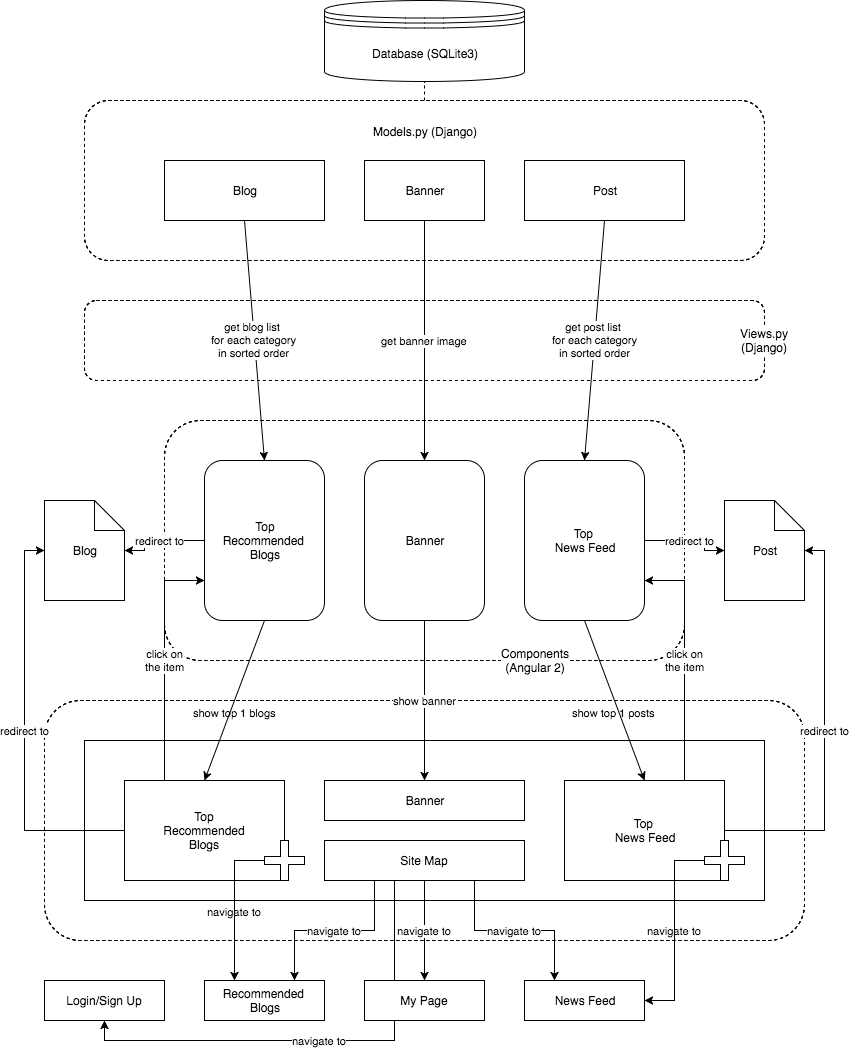 Database (SQLite3)
Models.py (Django)
Blog
Banner
Post
get blog list
for each category
in sorted order
get banner image
get post list
for each category
in sorted order
Views.py
(Django)
Top
Recommended
Blogs
Banner
Top
News Feed
Blog
redirect to
redirect to
Post
click on
the item
Components
(Angular 2)
click on
the item
show top 1 blogs
show banner
show top 1 posts
redirect to
redirect to
Top
Recommended
Blogs
Banner
Top
News Feed
Site Map
navigate to
navigate to
navigate to
navigate to
navigate to
Login/Sign Up
Recommended
Blogs
My Page
News Feed
navigate to